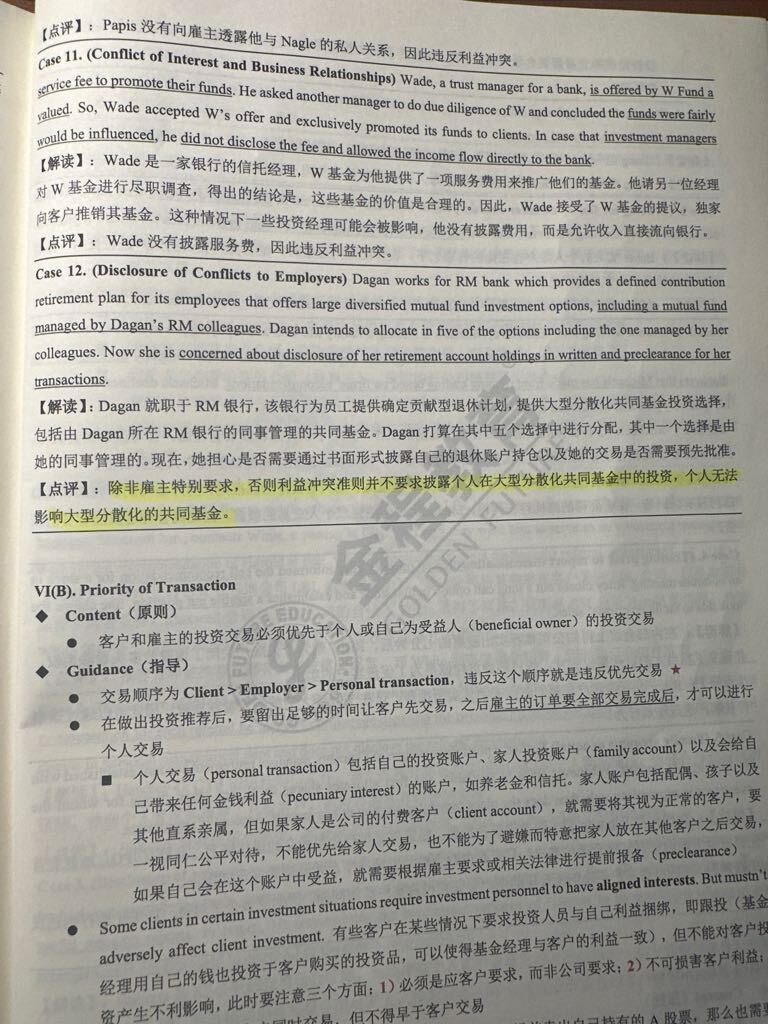 【点评】：Papis 没有向雇主透露他与 Nagle 的私人关系，因此违反利益冲突。
Case 11. (Conflict of Interest and Business Relationships) Wade, a trust manager for a bank, is offered by W Fund a
service fee to promote their funds. He asked another manager to do due diligence of W and concluded the funds were fairly
valued. So, Wade accepted W's offer and exclusively promoted its funds to clients. In case that investment managers
would be influenced, he did not disclose the fee and allowed the income flow directly to the bank.
【解读】：Wade 是一家银行的信托经理，W 基金为他提供了一项服务费用来推广他们的基金。他请另一位经理
对 W 基金进行尽职调查，得出的结论是，这些基金的价值是合理的。因此，Wade 接受了 W 基金的提议，独家
向客户推销其基金。这种情况下一些投资经理可能会被影响，他没有披露费用，而是允许收入直接流向银行。
【点评】：Wade 没有披露服务费，因此违反利益冲突。
Case 12. (Disclosure of Conflicts to Employers) Dagan works for RM bank which provides a defined contribution
retirement plan for its employees that offers large diversified mutual fund investment options, including a mutual fund
managed by Dagan's RM colleagues. Dagan intends to allocate in five of the options including the one managed by her
colleagues. Now she is concerned about disclosure of her retirement account holdings in written and preclearance for her
transactions.
【解读】：Dagan 就职于 RM 银行，该银行为员工提供确定贡献型退休计划，提供大型分散化共同基金投资选择，
包括由 Dagan 所在 RM 银行的同事管理的共同基金。Dagan 打算在其中五个选择中进行分配，其中一个选择是由
她的同事管理的。现在，她担心是否需要通过书面形式披露自己的退休账户持仓以及她的交易是否需要预先批准。
【点评】：除非雇主特别要求，否则利益冲突准则并不要求披露个人在大型分散化共同基金中的投资，个人无法
影响大型分散化的共同基金。
金程教育
GOLDEN FUTURE
VI(B). Priority of Transaction
◆ Content（原则）
● 客户和雇主的投资交易必须优先于个人或自己为受益人（beneficial owner）的投资交易
◆ Guidance（指导）
● 交易顺序为 Client > Employer > Personal transaction，违反这个顺序就是违反优先交易 ★
● 在做出投资推荐后，要留出足够的时间让客户先交易，之后雇主的订单要全部交易完成后，才可以进行
个人交易
■ 个人交易（personal transaction）包括自己的投资账户、家人投资账户（family account）以及会给自
己带来任何金钱利益（pecuniary interest）的账户，如养老金和信托。家人账户包括配偶、孩子以及
其他直系亲属，但如果家人是公司的付费客户（client account），就需要将其视为正常的客户，要
一视同仁公平对待，不能优先给家人交易，也不能为了避嫌而特意把家人放在其他客户之后交易，
如果自己会在这个账户中受益，就需要根据雇主要求或相关法律进行提前报备（preclearance）
● Some clients in certain investment situations require investment personnel to have aligned interests. But mustn't
adversely affect client investment. 有些客户在某些情况下要求投资人员与自己利益捆绑，即跟投（基金
经理用自己的钱也投资于客户购买的投资品，可以使得基金经理与客户的利益一致），但不能对客户投
资产生不利影响，此时要注意三个方面：1）必须是应客户要求，而非公司要求；2）不可损害客户利益；
同时交易，但不得早于客户交易
自己持有的 A 股票，那么也需要